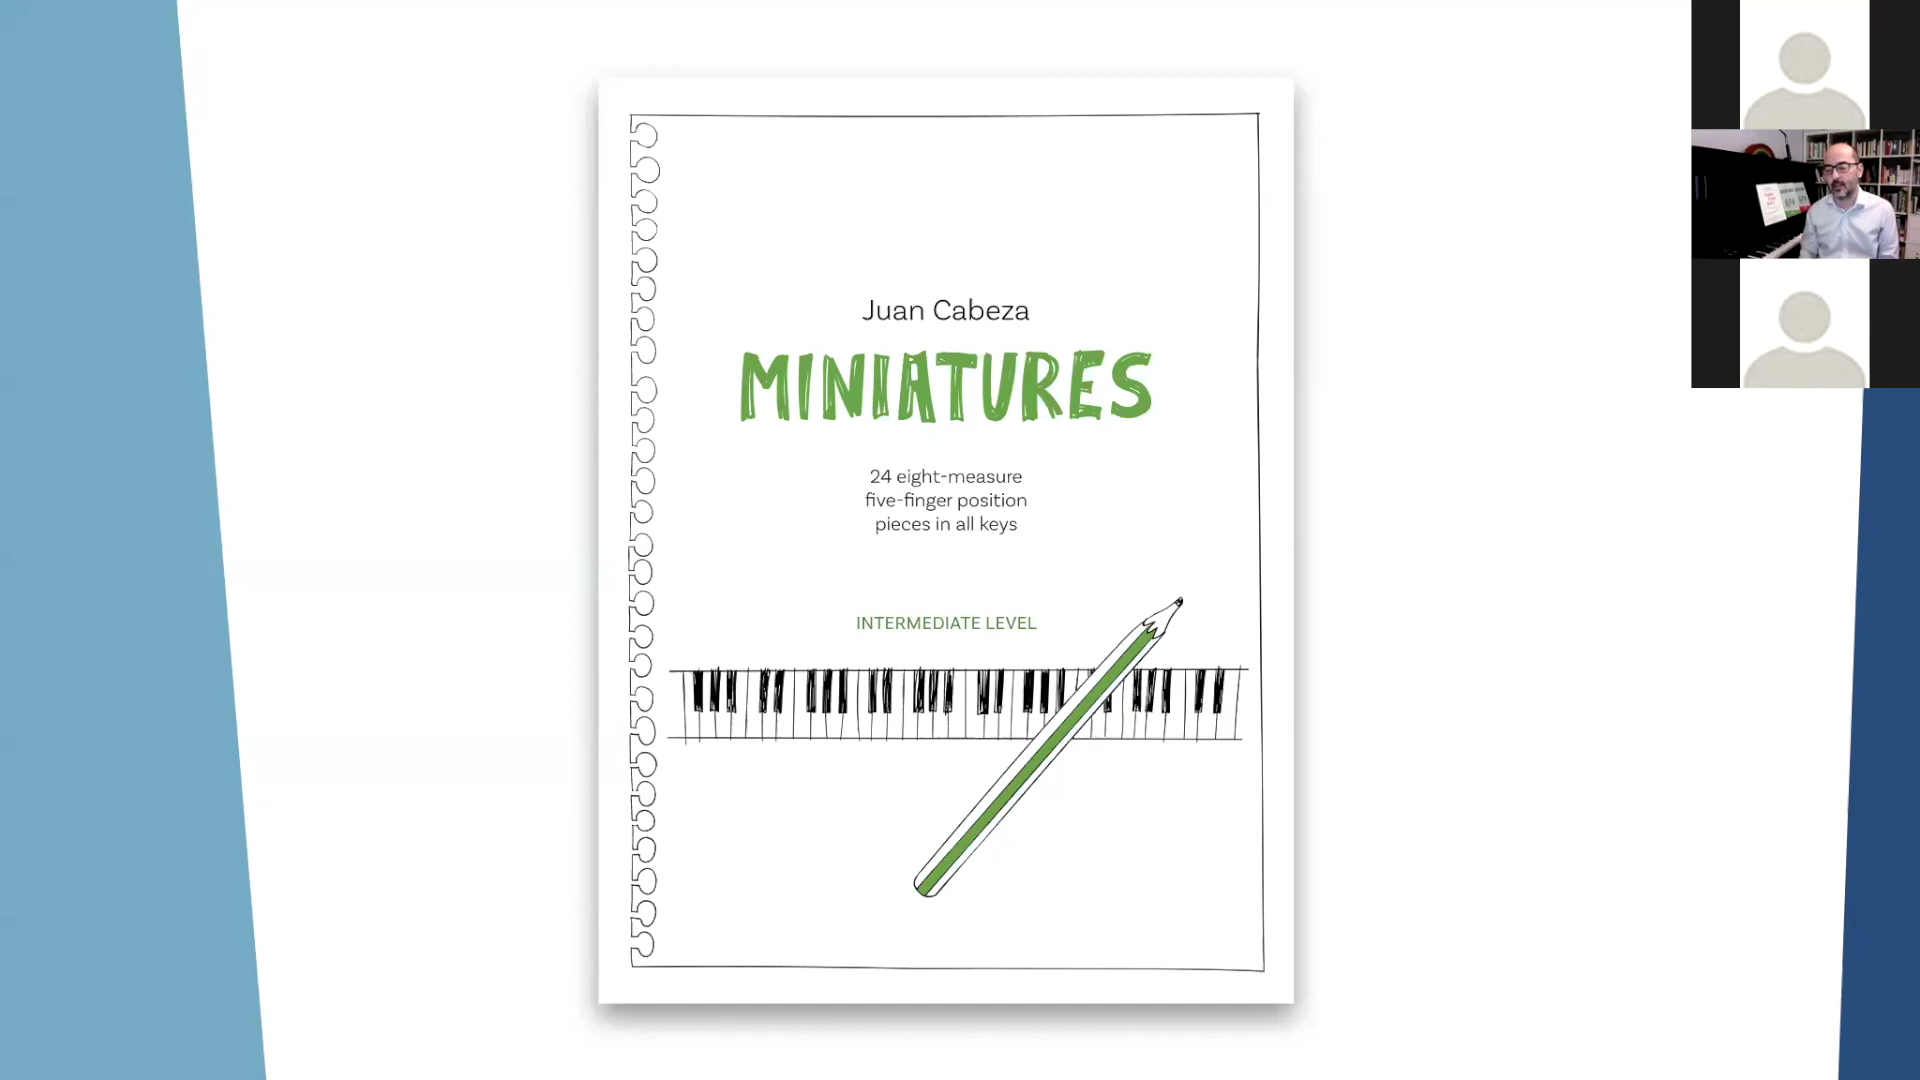 Juan Cabeza
MINIATURES
24 eight-measure
five-finger position
pieces in all keys
INTERMEDIATE LEVEL